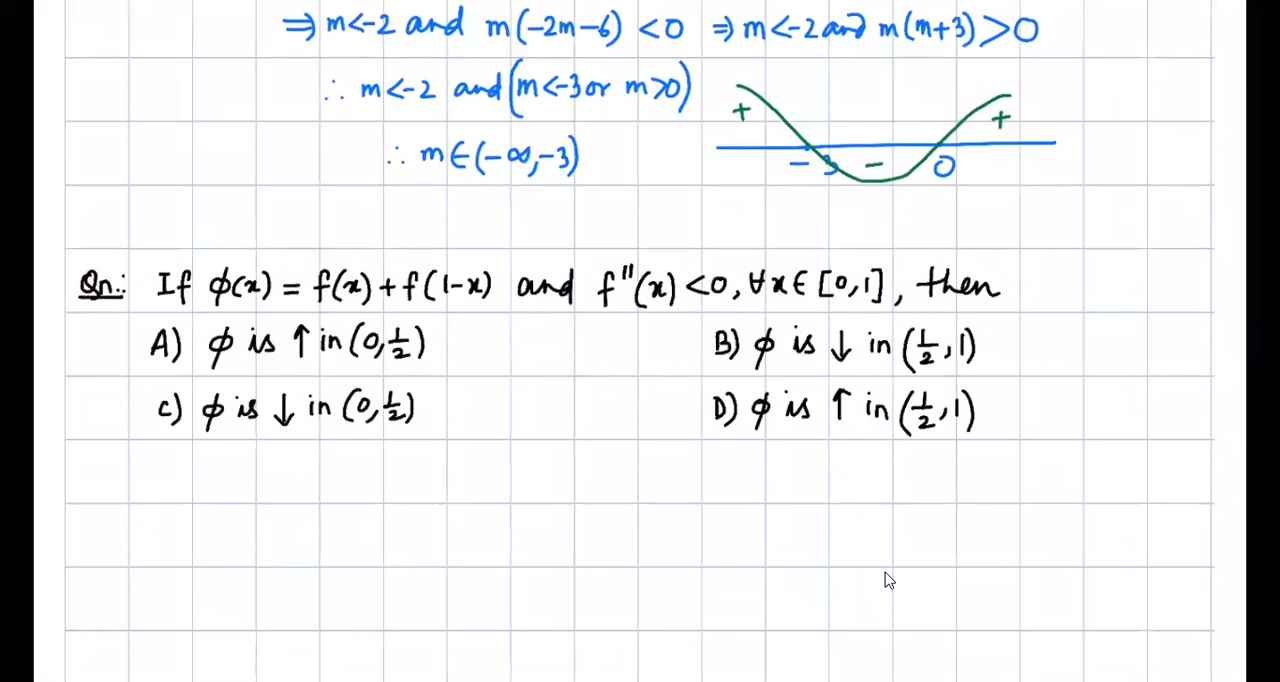 ⇒ m<-2 and m(-2m-6) <0 ⇒ m<-2 and m(m+3)>0
∴ m<-2 and (m<-3 or m>0)
+ +
∴ m∈(-∞,-3)
-3 - 0
Qn.: If φ(x) = f(x)+f(1-x) and f"(x)<0, ∀x∈[0,1], then
A) φ is ↑ in (0,1/2) B) φ is ↓ in (1/2,1)
C) φ is ↓ in (0,1/2) D) φ is ↑ in (1/2,1)